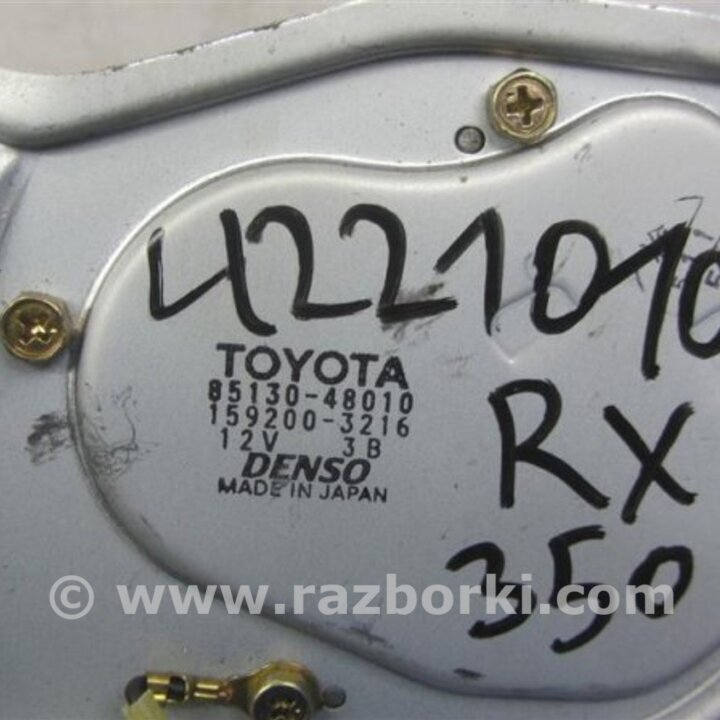 4221010
TOYOTA
85130-48010
159200-3216
12V 3B
DENSO
MADE IN JAPAN
RX
350
© www.razborki.com